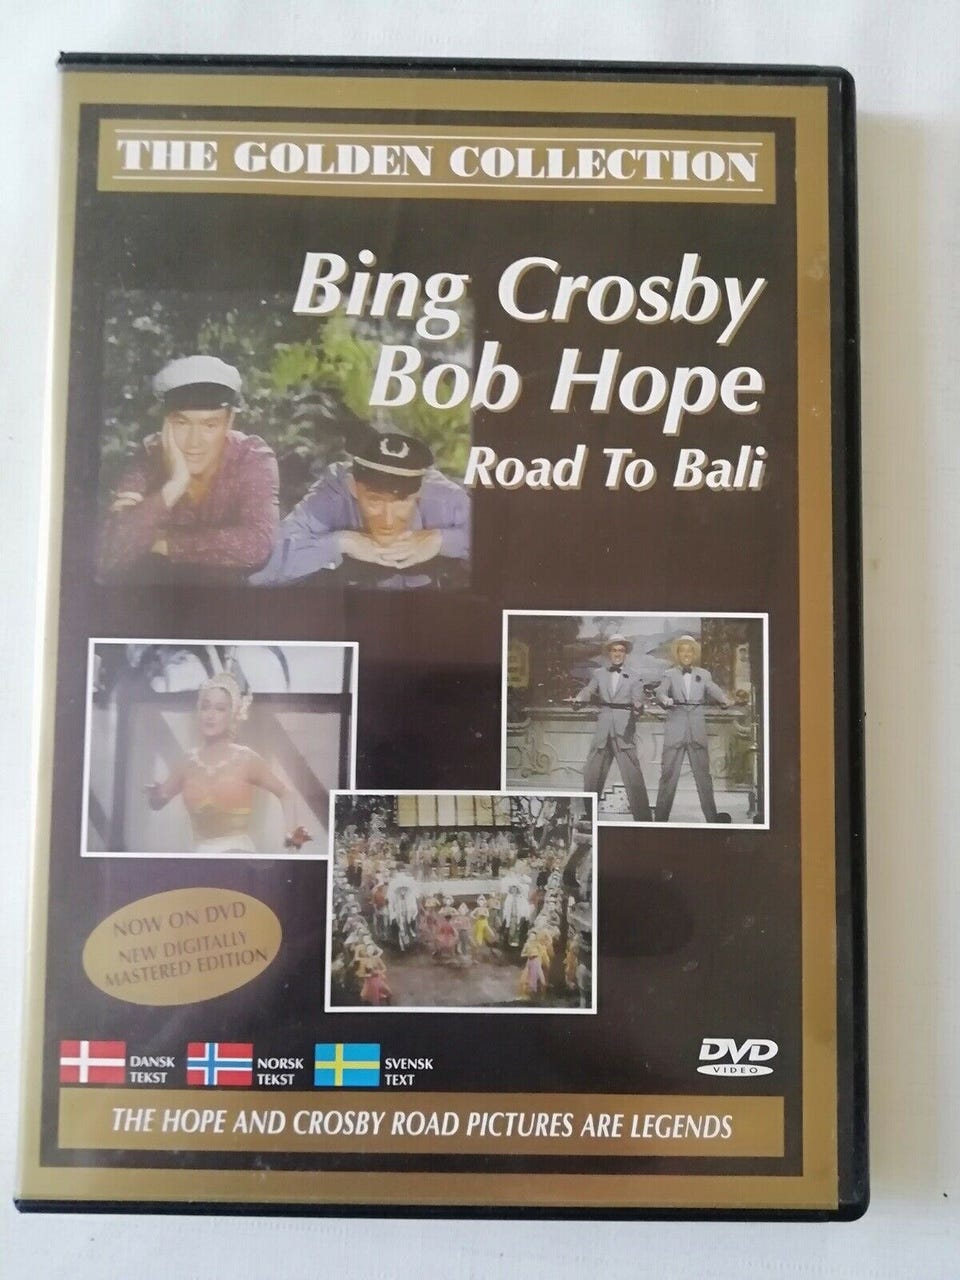 THE GOLDEN COLLECTION
Bing Crosby
Bob Hope
Road To Bali
NOW ON DVD
NEW DIGITALLY
MASTERED EDITION
DANSK
TEKST
NORSK
TEKST
SVENSK
TEXT
DVD
VIDEO
THE HOPE AND CROSBY ROAD PICTURES ARE LEGENDS